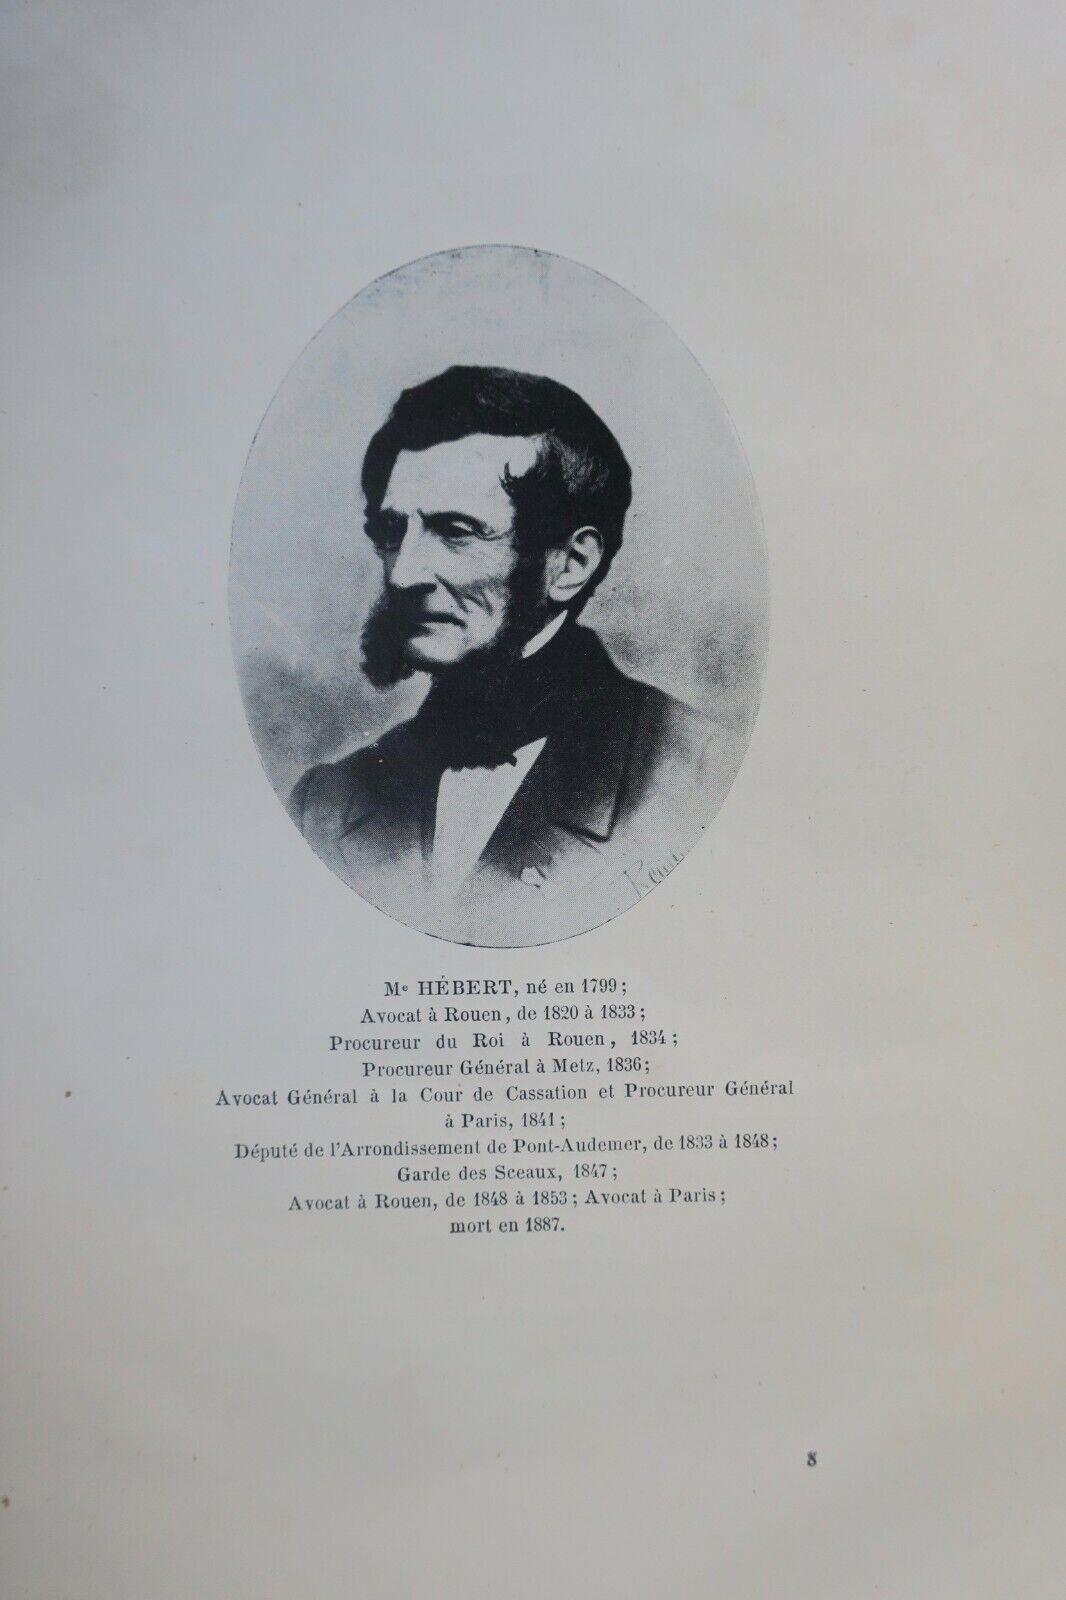 Me HÉBERT, né en 1799;
Avocat à Rouen, de 1820 à 1833;
Procureur du Roi à Rouen, 1834;
Procureur Général à Metz, 1836;
Avocat Général à la Cour de Cassation et Procureur Général
à Paris, 1841;
Député de l'Arrondissement de Pont-Audemer, de 1833 à 1848;
Garde des Sceaux, 1847;
Avocat à Rouen, de 1848 à 1853; Avocat à Paris;
mort en 1887.
8